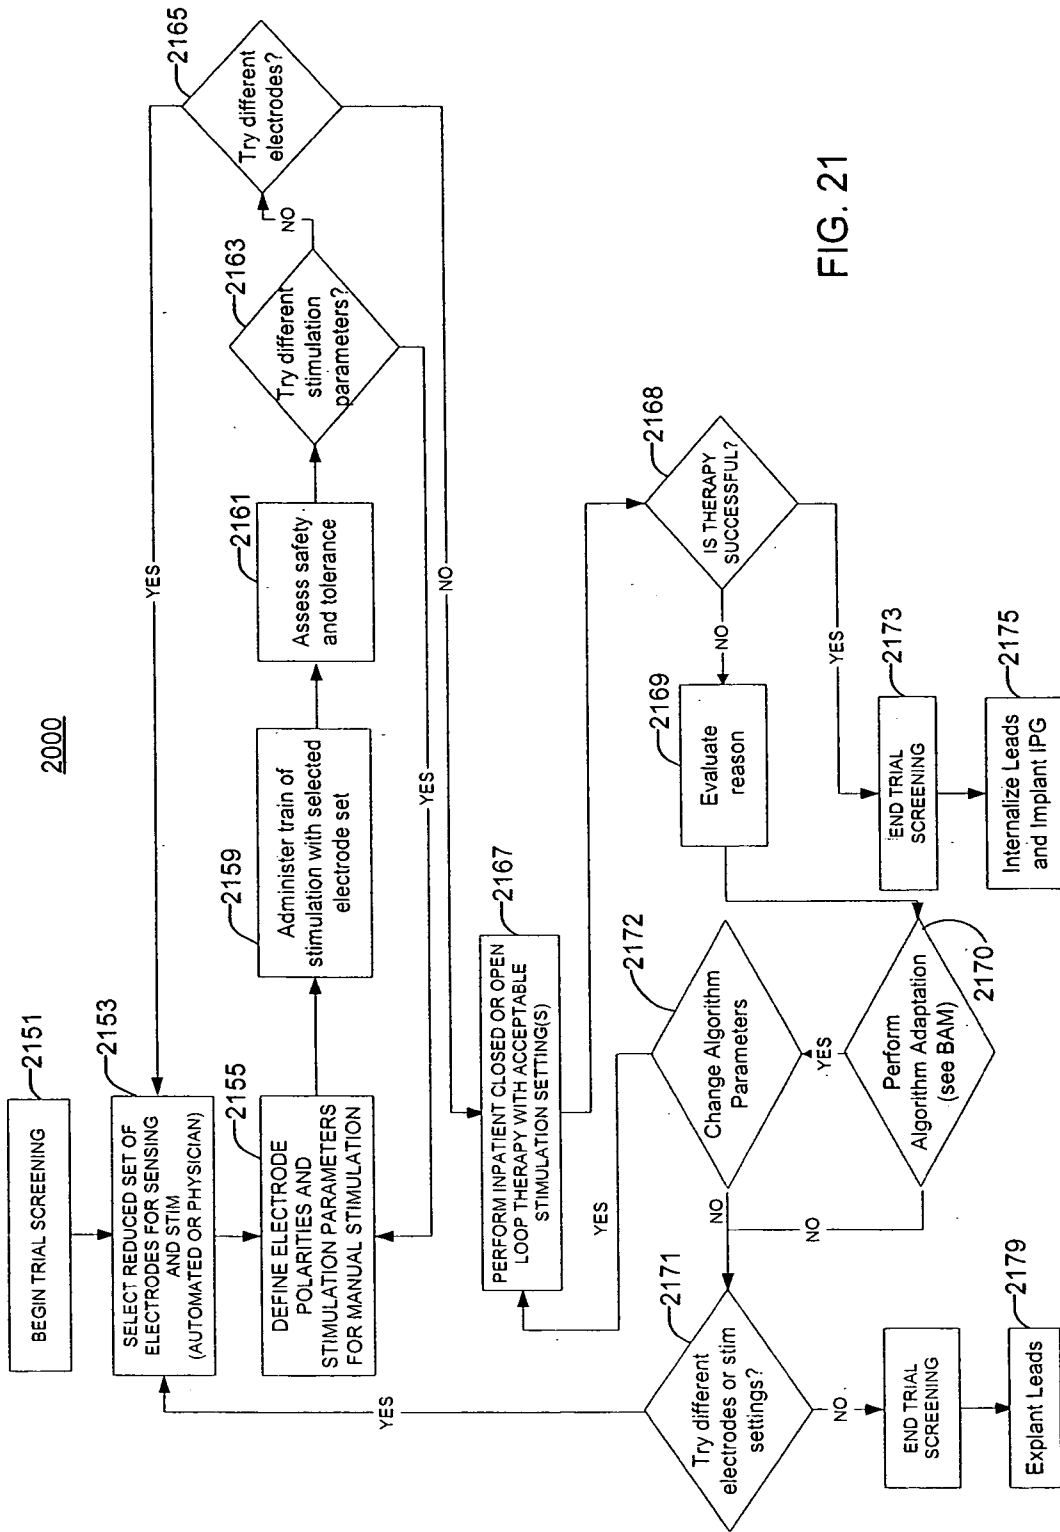 2000
2151
BEGIN TRIAL SCREENING
2153
SELECT REDUCED SET OF
ELECTRODES FOR SENSING
AND STIM
(AUTOMATED OR PHYSICIAN)
2155
DEFINE ELECTRODE
POLARITIES AND
STIMULATION PARAMETERS
FOR MANUAL STIMULATION
2159
Administer train of
stimulation with selected
electrode set
2161
Assess safety
and tolerance
2163
Try different
stimulation
parameters?
NO
YES
2165
Try different
electrodes?
YES
NO
2167
PERFORM INPATIENT CLOSED OR OPEN
LOOP THERAPY WITH ACCEPTABLE
STIMULATION SETTING(S)
2168
IS THERAPY
SUCCESSFUL?
NO
YES
2169
Evaluate
reason
2170
Perform
Algorithm Adaptation
(see BAM)
YES
NO
2172
Change Algorithm
Parameters
YES
NO
2171
Try different
electrodes or stim
settings?
YES
NO
END TRIAL
SCREENING
2179
Explant Leads
2173
END TRIAL
SCREENING
2175
Internalize Leads
and Implant IPG
FIG. 21